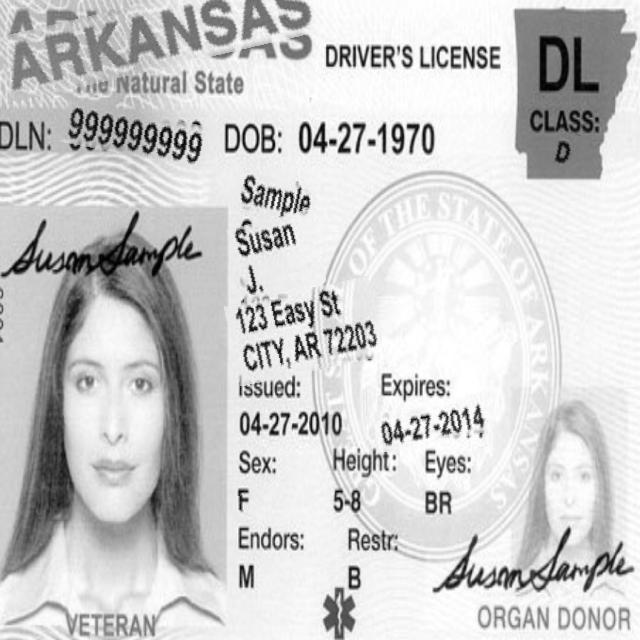 ARKANSAS
The Natural State
DRIVER'S LICENSE
DL
CLASS:
D
DLN: 999999999 DOB: 04-27-1970
Sample
Susan
J.
123 Easy St
CITY, AR 72203
Susan Sample
Issued: Expires:
04-27-2010 04-27-2014
Sex: Height: Eyes:
F 5-8 BR
Endors: Restr:
M B
VETERAN
Susan Sample
ORGAN DONOR
OF THE STATE OF ARKANSAS